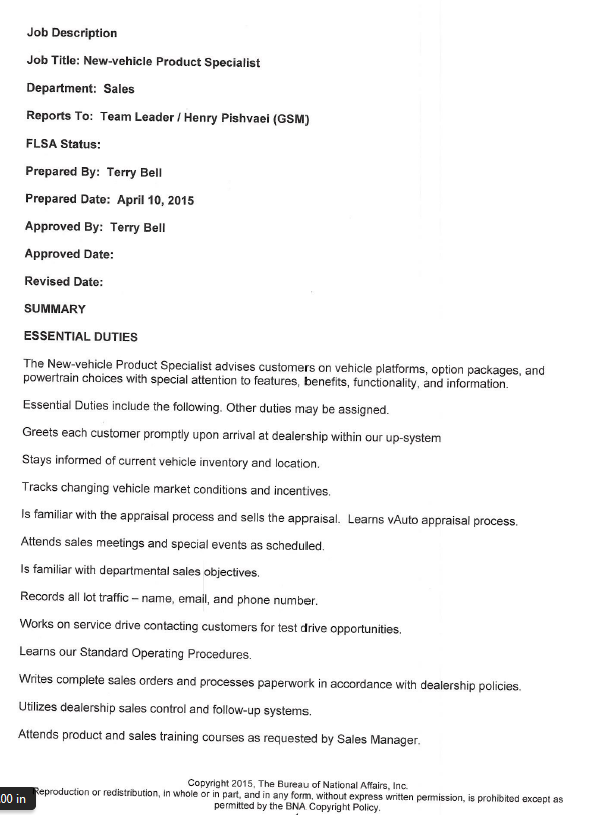 Job Description
Job Title: New-vehicle Product Specialist
Department: Sales
Reports To: Team Leader / Henry Pishvaei (GSM)
FLSA Status:
Prepared By: Terry Bell
Prepared Date: April 10, 2015
Approved By: Terry Bell
Approved Date:
Revised Date:
SUMMARY
ESSENTIAL DUTIES
The New-vehicle Product Specialist advises customers on vehicle platforms, option packages, and
powertrain choices with special attention to features, benefits, functionality, and information.
Essential Duties include the following. Other duties may be assigned.
Greets each customer promptly upon arrival at dealership within our up-system
Stays informed of current vehicle inventory and location.
Tracks changing vehicle market conditions and incentives.
Is familiar with the appraisal process and sells the appraisal. Learns vAuto appraisal process.
Attends sales meetings and special events as scheduled.
Is familiar with departmental sales objectives.
Records all lot traffic – name, email, and phone number.
Works on service drive contacting customers for test drive opportunities.
Learns our Standard Operating Procedures.
Writes complete sales orders and processes paperwork in accordance with dealership policies.
Utilizes dealership sales control and follow-up systems.
Attends product and sales training courses as requested by Sales Manager.
Copyright 2015, The Bureau of National Affairs, Inc.
.00 in
Reproduction or redistribution, in whole or in part, and in any form, without express written permission, is prohibited except as
permitted by the BNA Copyright Policy.